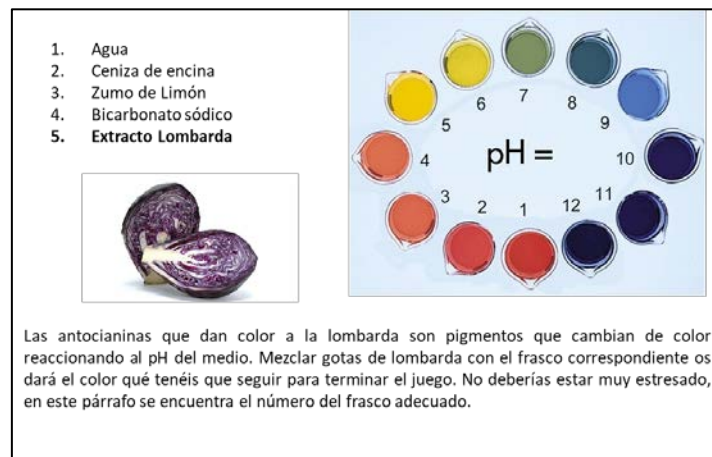 1. Agua
2. Ceniza de encina
3. Zumo de Limón
4. Bicarbonato sódico
5. Extracto Lombarda
7
6
8
5
9
4
pH =
10
3
11
2
1
12
Las antocianinas que dan color a la lombarda son pigmentos que cambian de color
reaccionando al pH del medio. Mezclar gotas de lombarda con el frasco correspondiente os
dará el color qué tenéis que seguir para terminar el juego. No deberías estar muy estresado,
en este párrafo se encuentra el número del frasco adecuado.